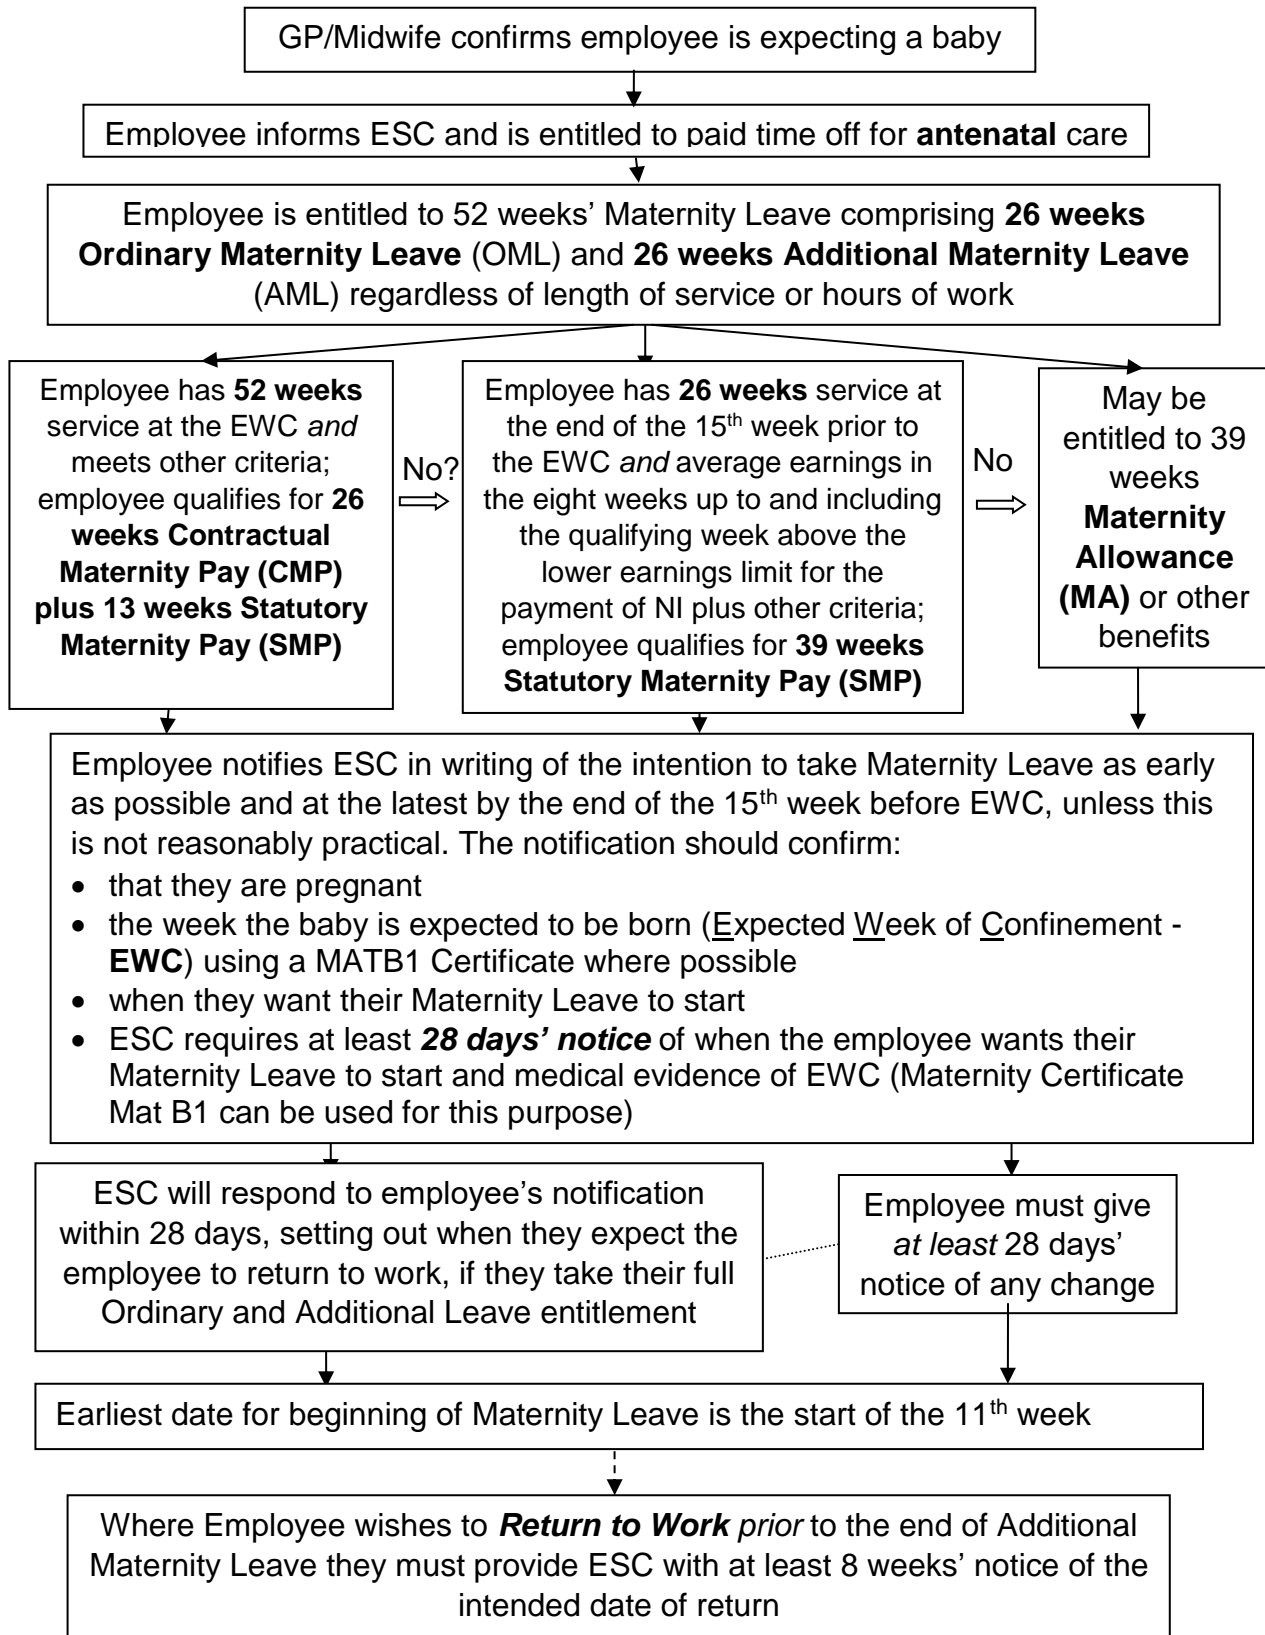 GP/Midwife confirms employee is expecting a baby
Employee informs ESC and is entitled to paid time off for antenatal care
Employee is entitled to 52 weeks’ Maternity Leave comprising 26 weeks
Ordinary Maternity Leave (OML) and 26 weeks Additional Maternity Leave
(AML) regardless of length of service or hours of work
Employee has 52 weeks
service at the EWC and
meets other criteria;
employee qualifies for 26
weeks Contractual
Maternity Pay (CMP)
plus 13 weeks Statutory
Maternity Pay (SMP)
No?
Employee has 26 weeks service at
the end of the 15th week prior to
the EWC and average earnings in
the eight weeks up to and including
the qualifying week above the
lower earnings limit for the
payment of NI plus other criteria;
employee qualifies for 39 weeks
Statutory Maternity Pay (SMP)
No
May be
entitled to 39
weeks
Maternity
Allowance
(MA) or other
benefits
Employee notifies ESC in writing of the intention to take Maternity Leave as early
as possible and at the latest by the end of the 15th week before EWC, unless this
is not reasonably practical. The notification should confirm:
• that they are pregnant
• the week the baby is expected to be born (Expected Week of Confinement -
EWC) using a MATB1 Certificate where possible
• when they want their Maternity Leave to start
• ESC requires at least 28 days’ notice of when the employee wants their
Maternity Leave to start and medical evidence of EWC (Maternity Certificate
Mat B1 can be used for this purpose)
ESC will respond to employee’s notification
within 28 days, setting out when they expect the
employee to return to work, if they take their full
Ordinary and Additional Leave entitlement
Employee must give
at least 28 days’
notice of any change
Earliest date for beginning of Maternity Leave is the start of the 11th week
Where Employee wishes to Return to Work prior to the end of Additional
Maternity Leave they must provide ESC with at least 8 weeks’ notice of the
intended date of return